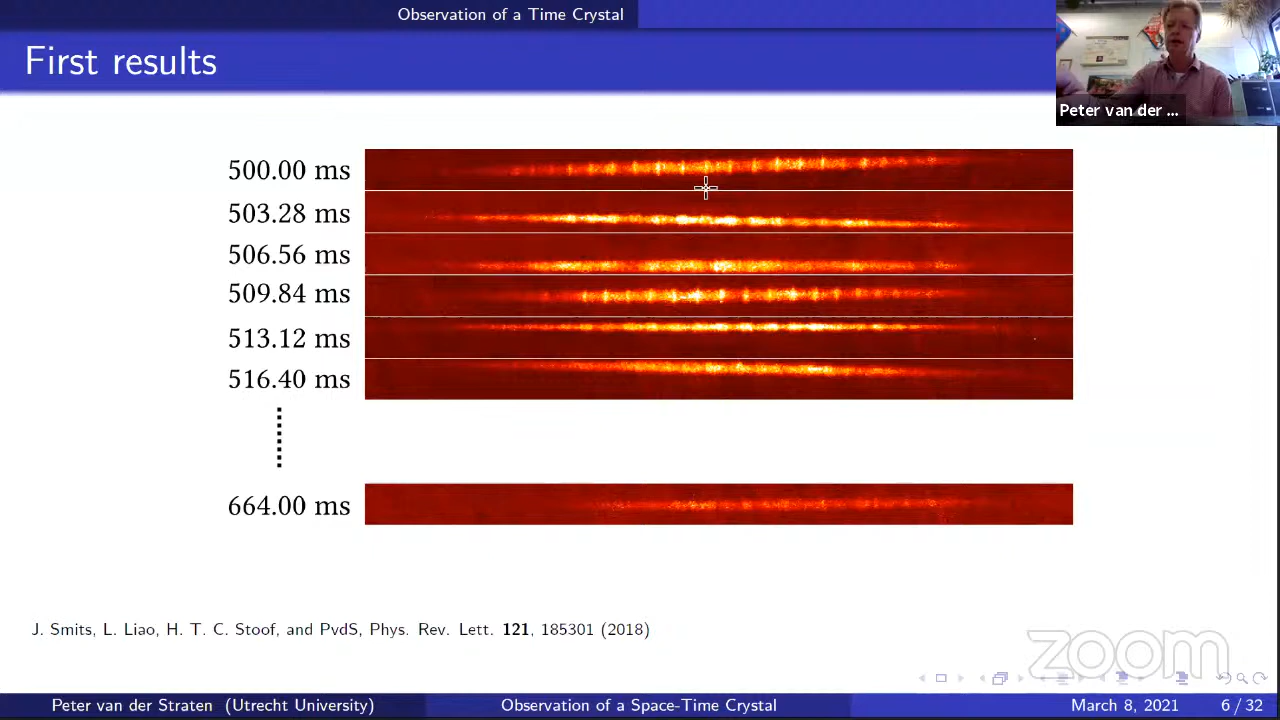 Observation of a Time Crystal
First results
Peter van der ...
500.00 ms
503.28 ms
506.56 ms
509.84 ms
513.12 ms
516.40 ms
664.00 ms
J. Smits, L. Liao, H. T. C. Stoof, and PvdS, Phys. Rev. Lett. 121, 185301 (2018)
zoom
Peter van der Straten (Utrecht University) Observation of a Space-Time Crystal March 8, 2021 6 / 32